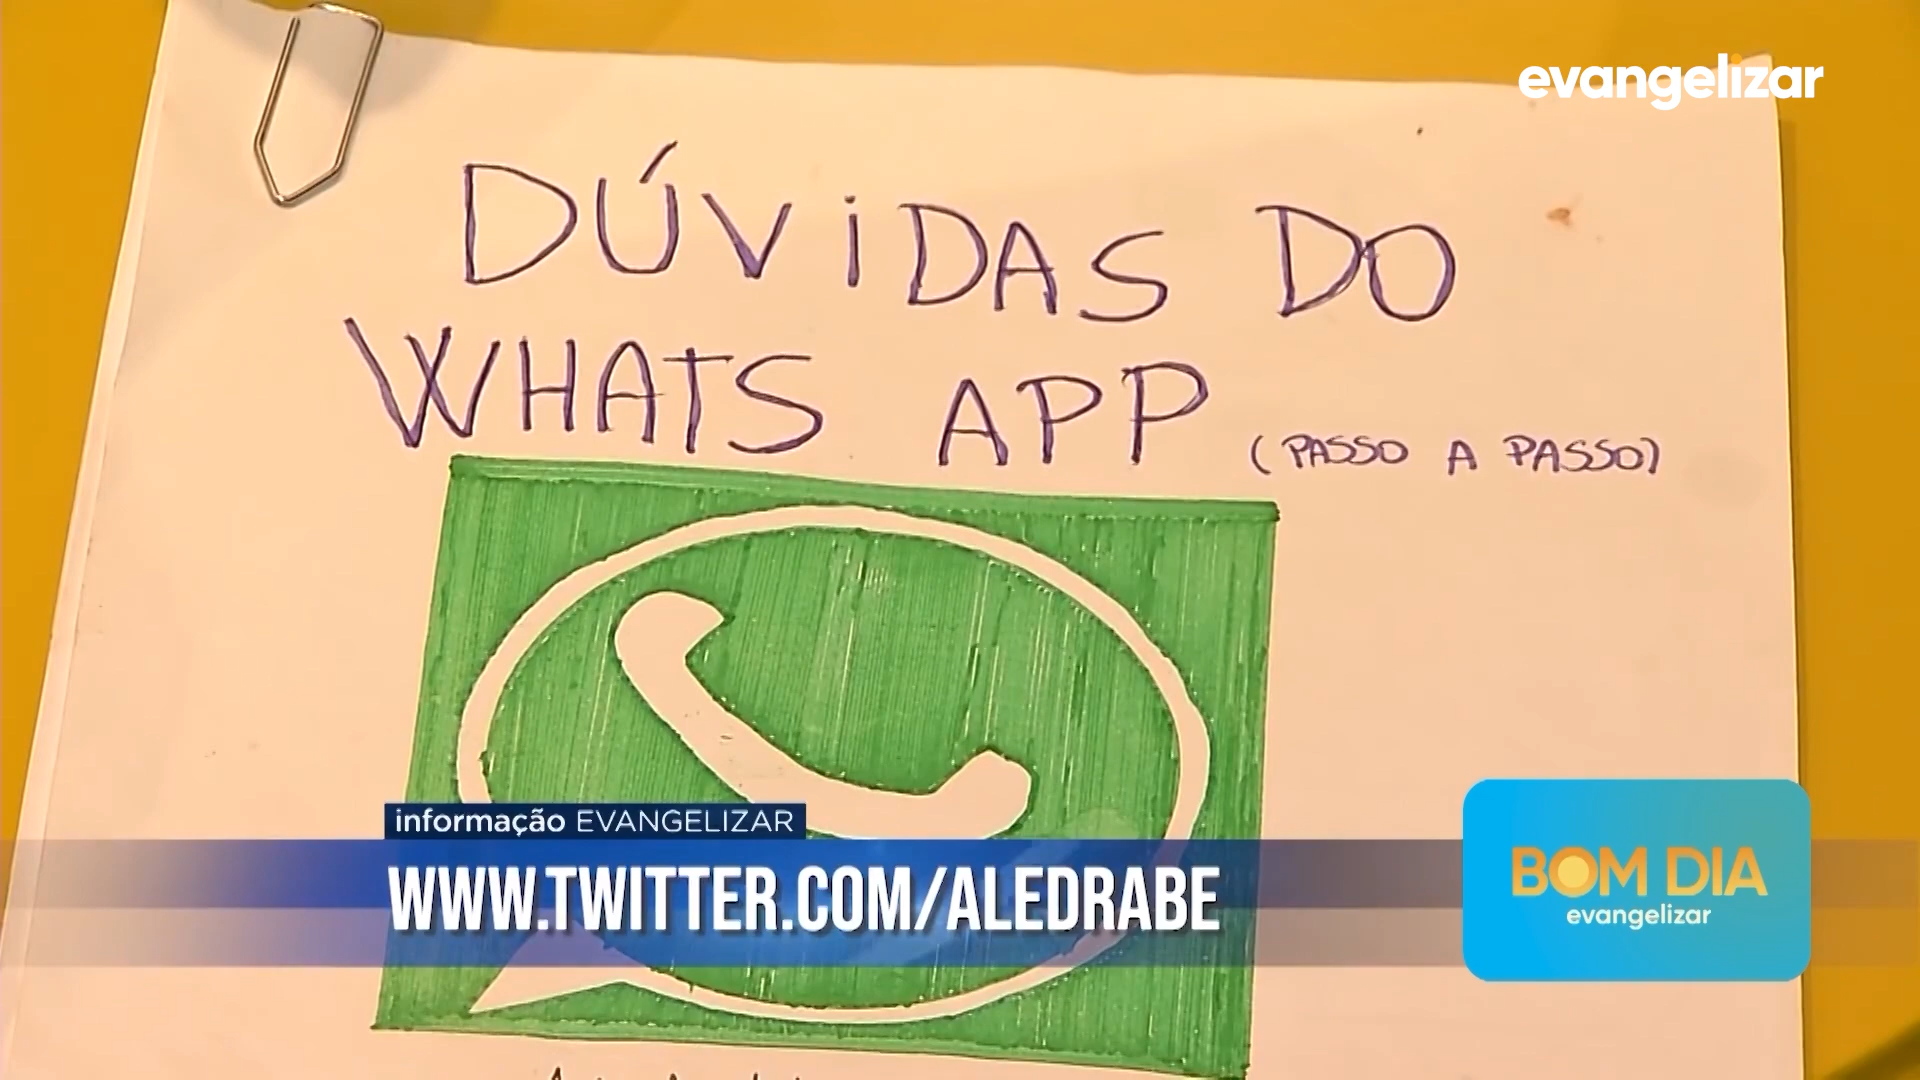 evangelizar
DÚViDAS DO
WHATS APP (PASSO A PASSO)
informação EVANGELIZAR
WWW.TWITTER.COM/ALEDRABE
BOM DIA
evangelizar